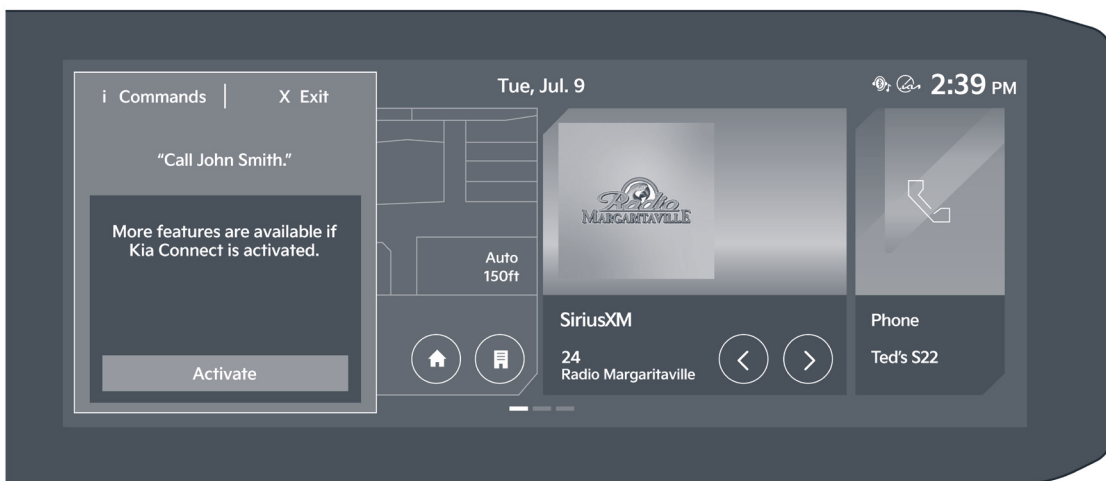 i Commands | X Exit
"Call John Smith."
More features are available if
Kia Connect is activated.
Activate
Tue, Jul. 9
2:39 PM
Auto
150ft
Radio
MARGARITAVILLE
SiriusXM
24
Radio Margaritaville
Phone
Ted's S22